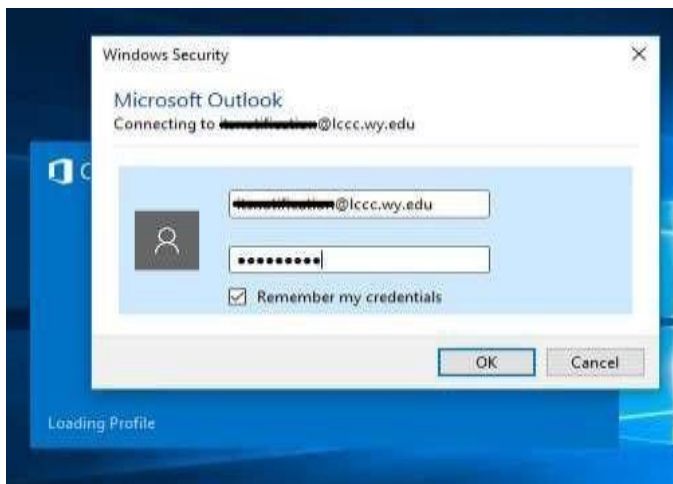 Windows Security
Microsoft Outlook
Connecting to @lccc.wy.edu
@lccc.wy.edu
•••••••••
Remember my credentials
OK Cancel
Loading Profile